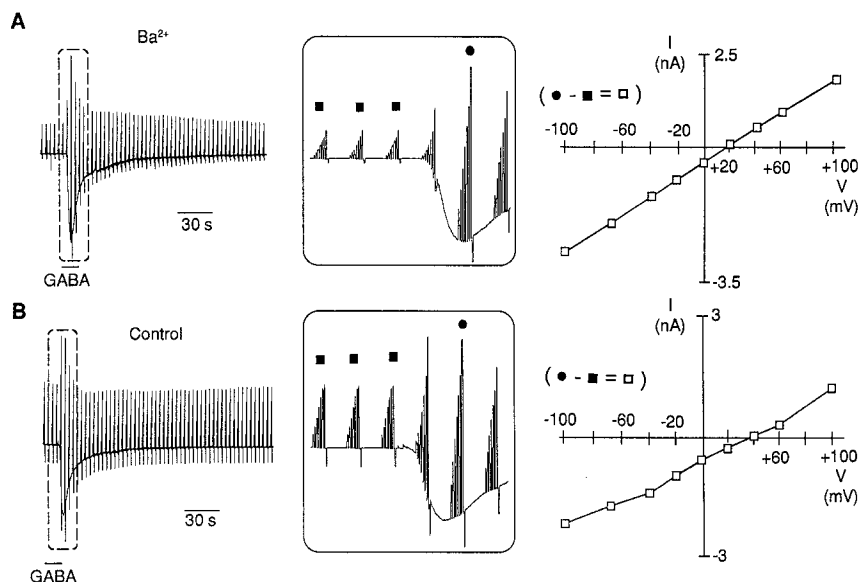 A
Ba²⁺
30 s
GABA
●
■ ■ ■
I
(nA)
2.5
( ● - ■ = □ )
-100 -60 -20
+20 +60 +100
V
(mV)
-3.5
B
Control
30 s
GABA
●
■ ■ ■
I
(nA)
3
( ● - ■ = □ )
-100 -60 -20
+60 +100
V
(mV)
-3